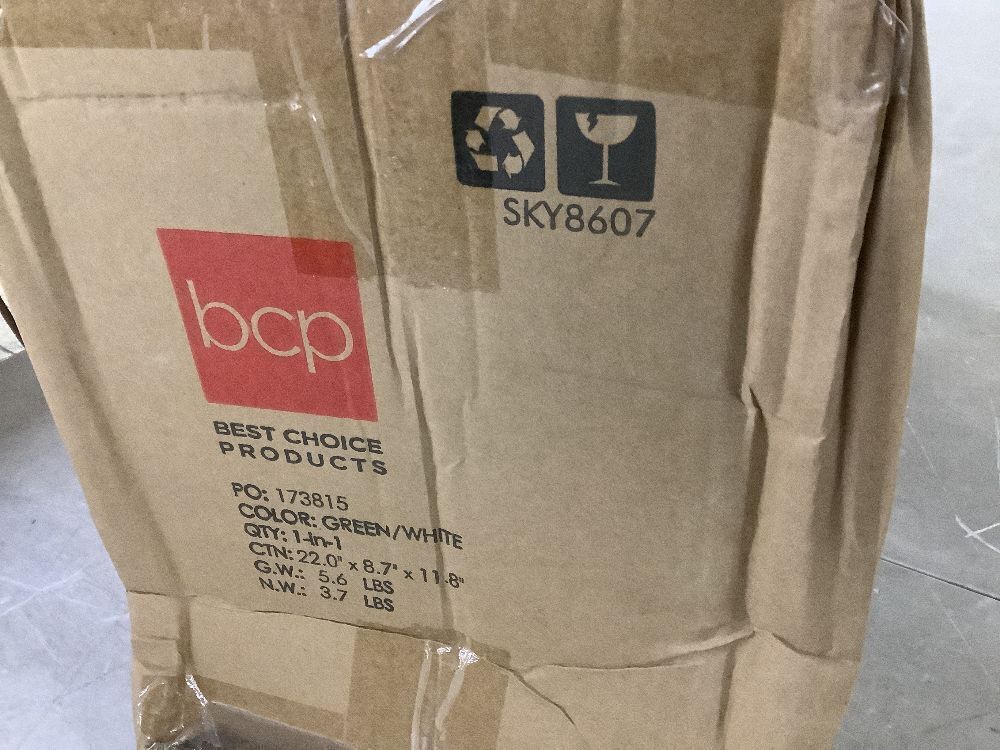 SKY8607
bcp
BEST CHOICE
PRODUCTS
PO: 173815
COLOR: GREEN/WHITE
QTY: 1-in-1
CTN: 22.0" x 8.7" x 11.8"
G.W.: 5.6 LBS
N.W.: 3.7 LBS